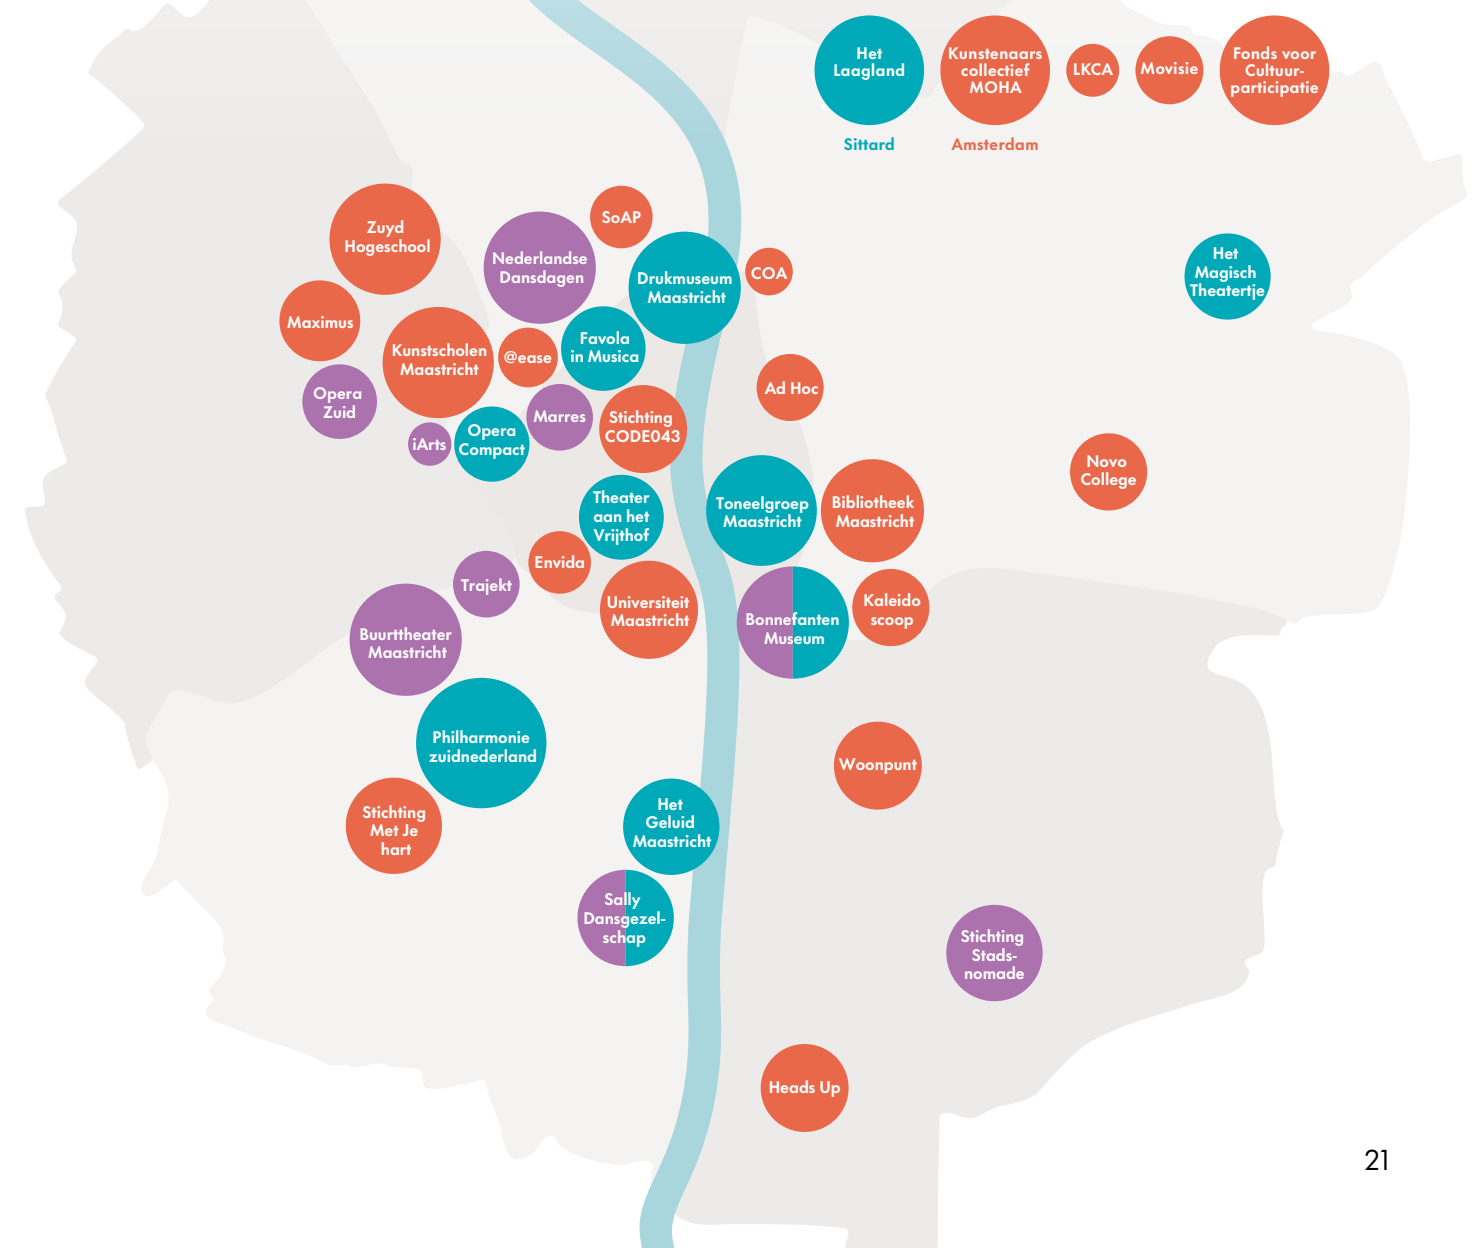 Het
Laagland
Kunstenaars
collectief
MOHA
LKCA
Movisie
Fonds voor
Cultuur-
participatie
Sittard
Amsterdam
Zuyd
Hogeschool
SoAP
Nederlandse
Dansdagen
Drukmuseum
Maastricht
COA
Het
Magisch
Theatertje
Maximus
Kunstscholen
Maastricht
@ease
Favola
in Musica
Opera
Zuid
iArts
Opera
Compact
Marres
Stichting
CODE043
Ad Hoc
Novo
College
Theater
aan het
Vrijthof
Toneelgroep
Maastricht
Bibliotheek
Maastricht
Envida
Trajekt
Universiteit
Maastricht
Bonnefanten
Museum
Kaleido
scoop
Buurttheater
Maastricht
Philharmonie
zuidnederland
Woonpunt
Stichting
Met Je
hart
Het
Geluid
Maastricht
Sally
Dansgezel-
schap
Stichting
Stads-
nomade
Heads Up
21